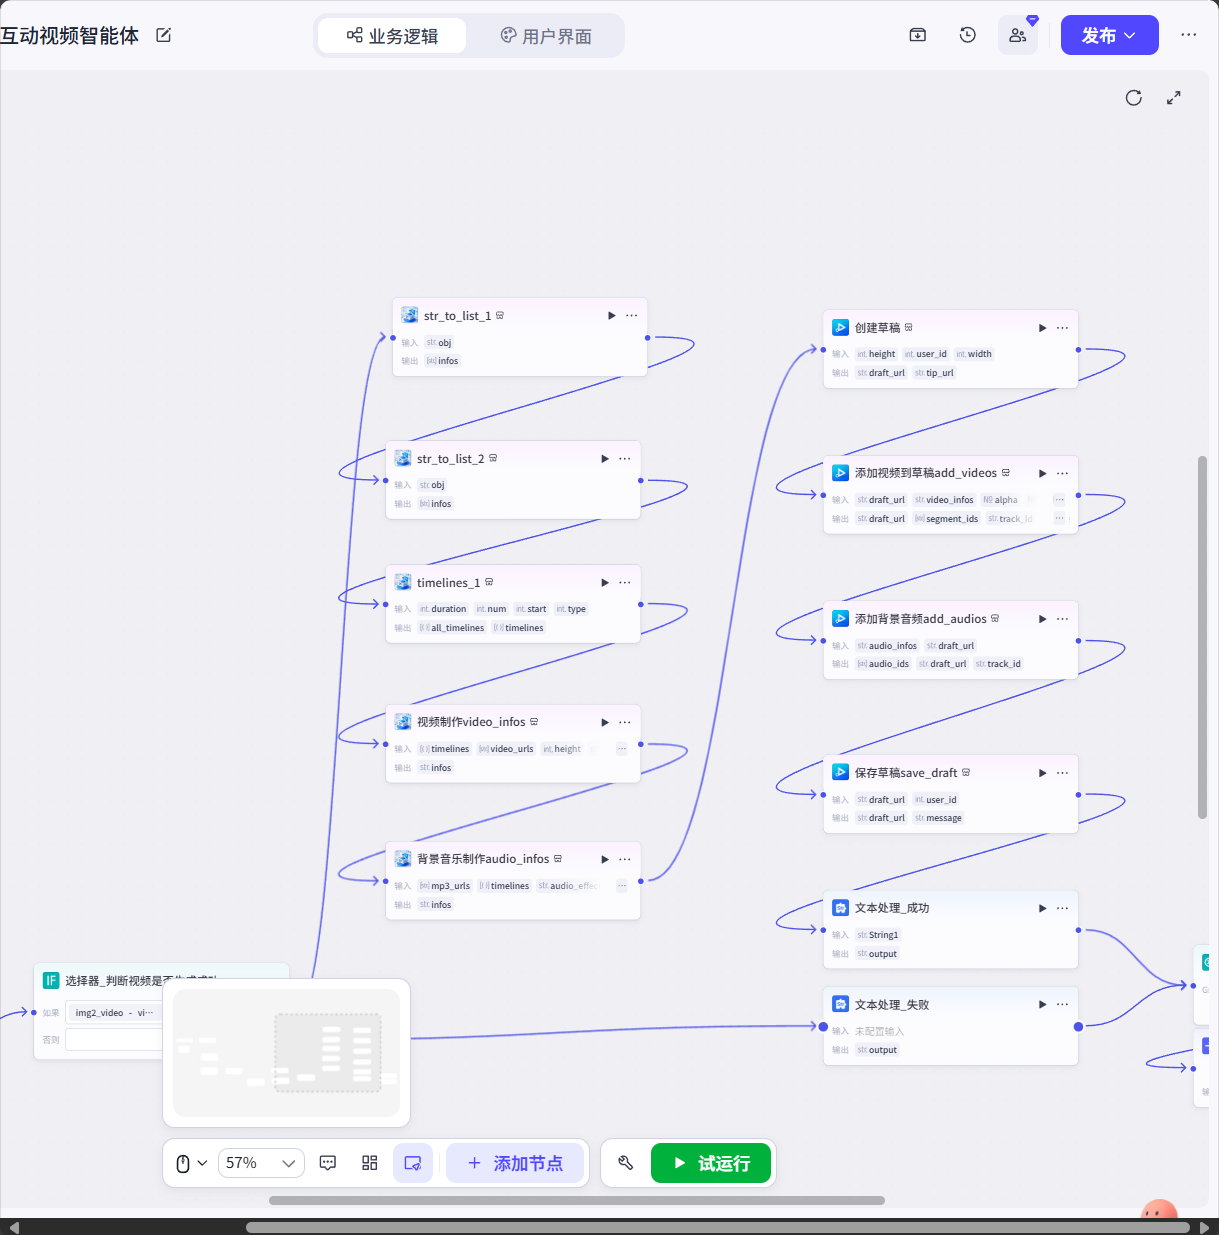 互动视频智能体
业务逻辑
用户界面
发布
str_to_list_1
输入 str. obj
输出 infos
str_to_list_2
输入 str. obj
输出 infos
timelines_1
输入 int. duration int. num int. start int. type
输出 all_timelines timelines
视频制作video_infos
输入 timelines video_urls int. height ...
输出 str. infos
背景音乐制作audio_infos
输入 mp3_urls timelines str. audio_effec ...
输出 str. infos
创建草稿
输入 int. height int. user_id int. width
输出 str. draft_url str. tip_url
添加视频到草稿add_videos
输入 str. draft_url str. video_infos № alpha ...
输出 str. draft_url segment_ids str. track_id ...
添加背景音频add_audios
输入 str. audio_infos str. draft_url
输出 audio_ids str. draft_url str. track_id
保存草稿save_draft
输入 str. draft_url int. user_id
输出 str. draft_url str. message
文本处理_成功
输入 str. String1
输出 str. output
文本处理_失败
输入 未配置输入
输出 str. output
IF 选择器_判断视频是否生成成功
如果 img2_video - vi···
否则
57%
添加节点
试运行